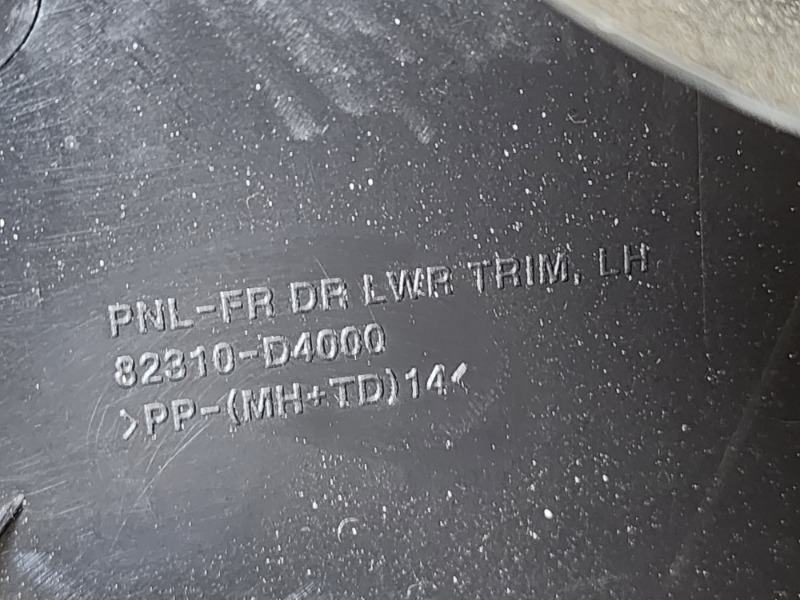 PNL-FR DR LWR TRIM, LH
82310-D4000
>PP-(MH+TD)14<